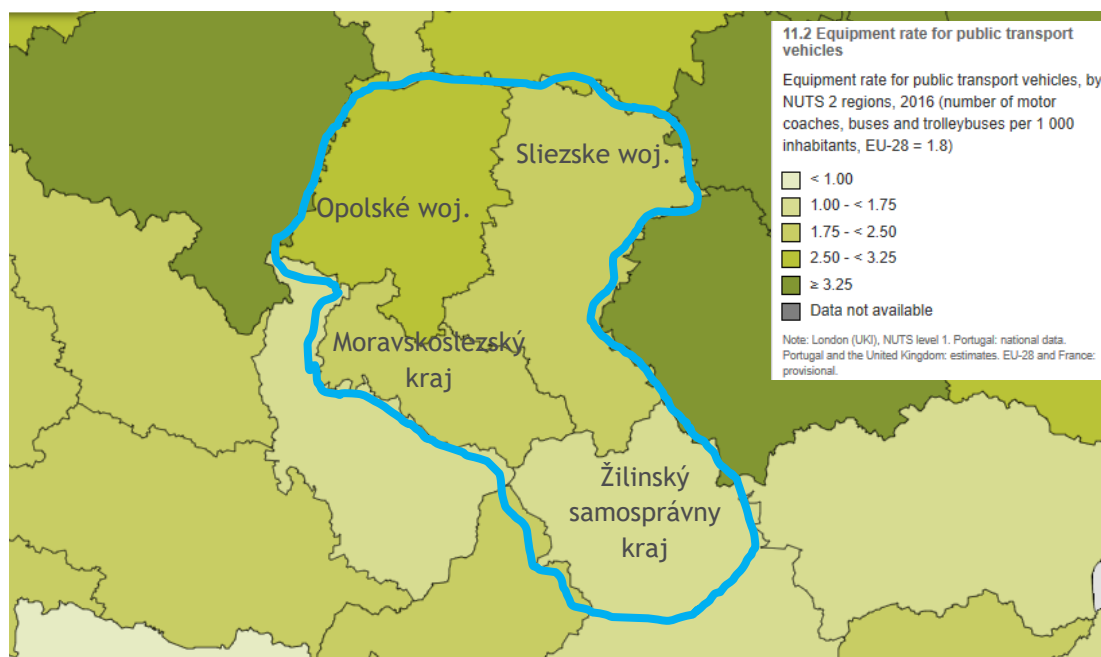 11.2 Equipment rate for public transport
vehicles
Equipment rate for public transport vehicles, by
NUTS 2 regions, 2016 (number of motor
coaches, buses and trolleybuses per 1 000
inhabitants, EU-28 = 1.8)
< 1.00
1.00 - < 1.75
1.75 - < 2.50
2.50 - < 3.25
≥ 3.25
Data not available
Note: London (UKI), NUTS level 1. Portugal: national data.
Portugal and the United Kingdom: estimates. EU-28 and France:
provisional.
Sliezske woj.
Opolské woj.
Moravskoslezský
kraj
Žilinský
samosprávny
kraj